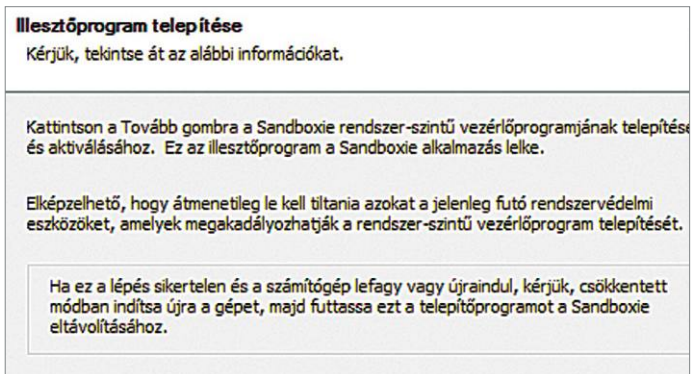 Illesztőprogram telepítése
Kérjük, tekintse át az alábbi információkat.
Kattintson a Tovább gombra a Sandboxie rendszer-szintű vezérlőprogramjának telepítésé
és aktiválásához. Ez az illesztőprogram a Sandboxie alkalmazás lelke.
Elképzelhető, hogy átmenetileg le kell tiltania azokat a jelenleg futó rendszervédelmi
eszközöket, amelyek megakadályozhatják a rendszer-szintű vezérlőprogram telepítését.
Ha ez a lépés sikertelen és a számítógép lefagy vagy újraindul, kérjük, csökkentett
módban indítsa újra a gépet, majd futtassa ezt a telepítőprogramot a Sandboxie
eltávolításához.